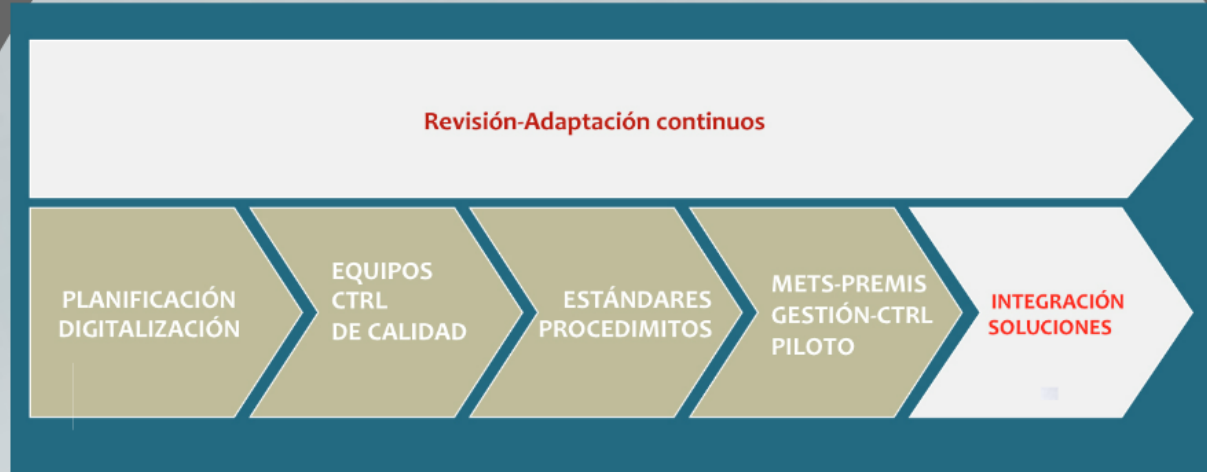 Revisión-Adaptación continuos
PLANIFICACIÓN
DIGITALIZACIÓN
EQUIPOS
CTRL
DE CALIDAD
ESTÁNDARES
PROCEDIMITOS
METS-PREMIS
GESTIÓN-CTRL
PILOTO
INTEGRACIÓN
SOLUCIONES